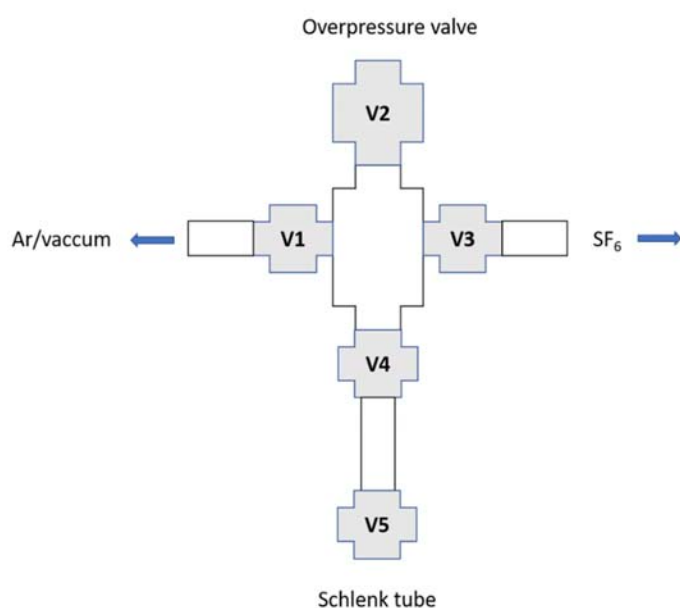 Overpressure valve
V2
Ar/vaccum
V1
V3
SF₆
V4
V5
Schlenk tube